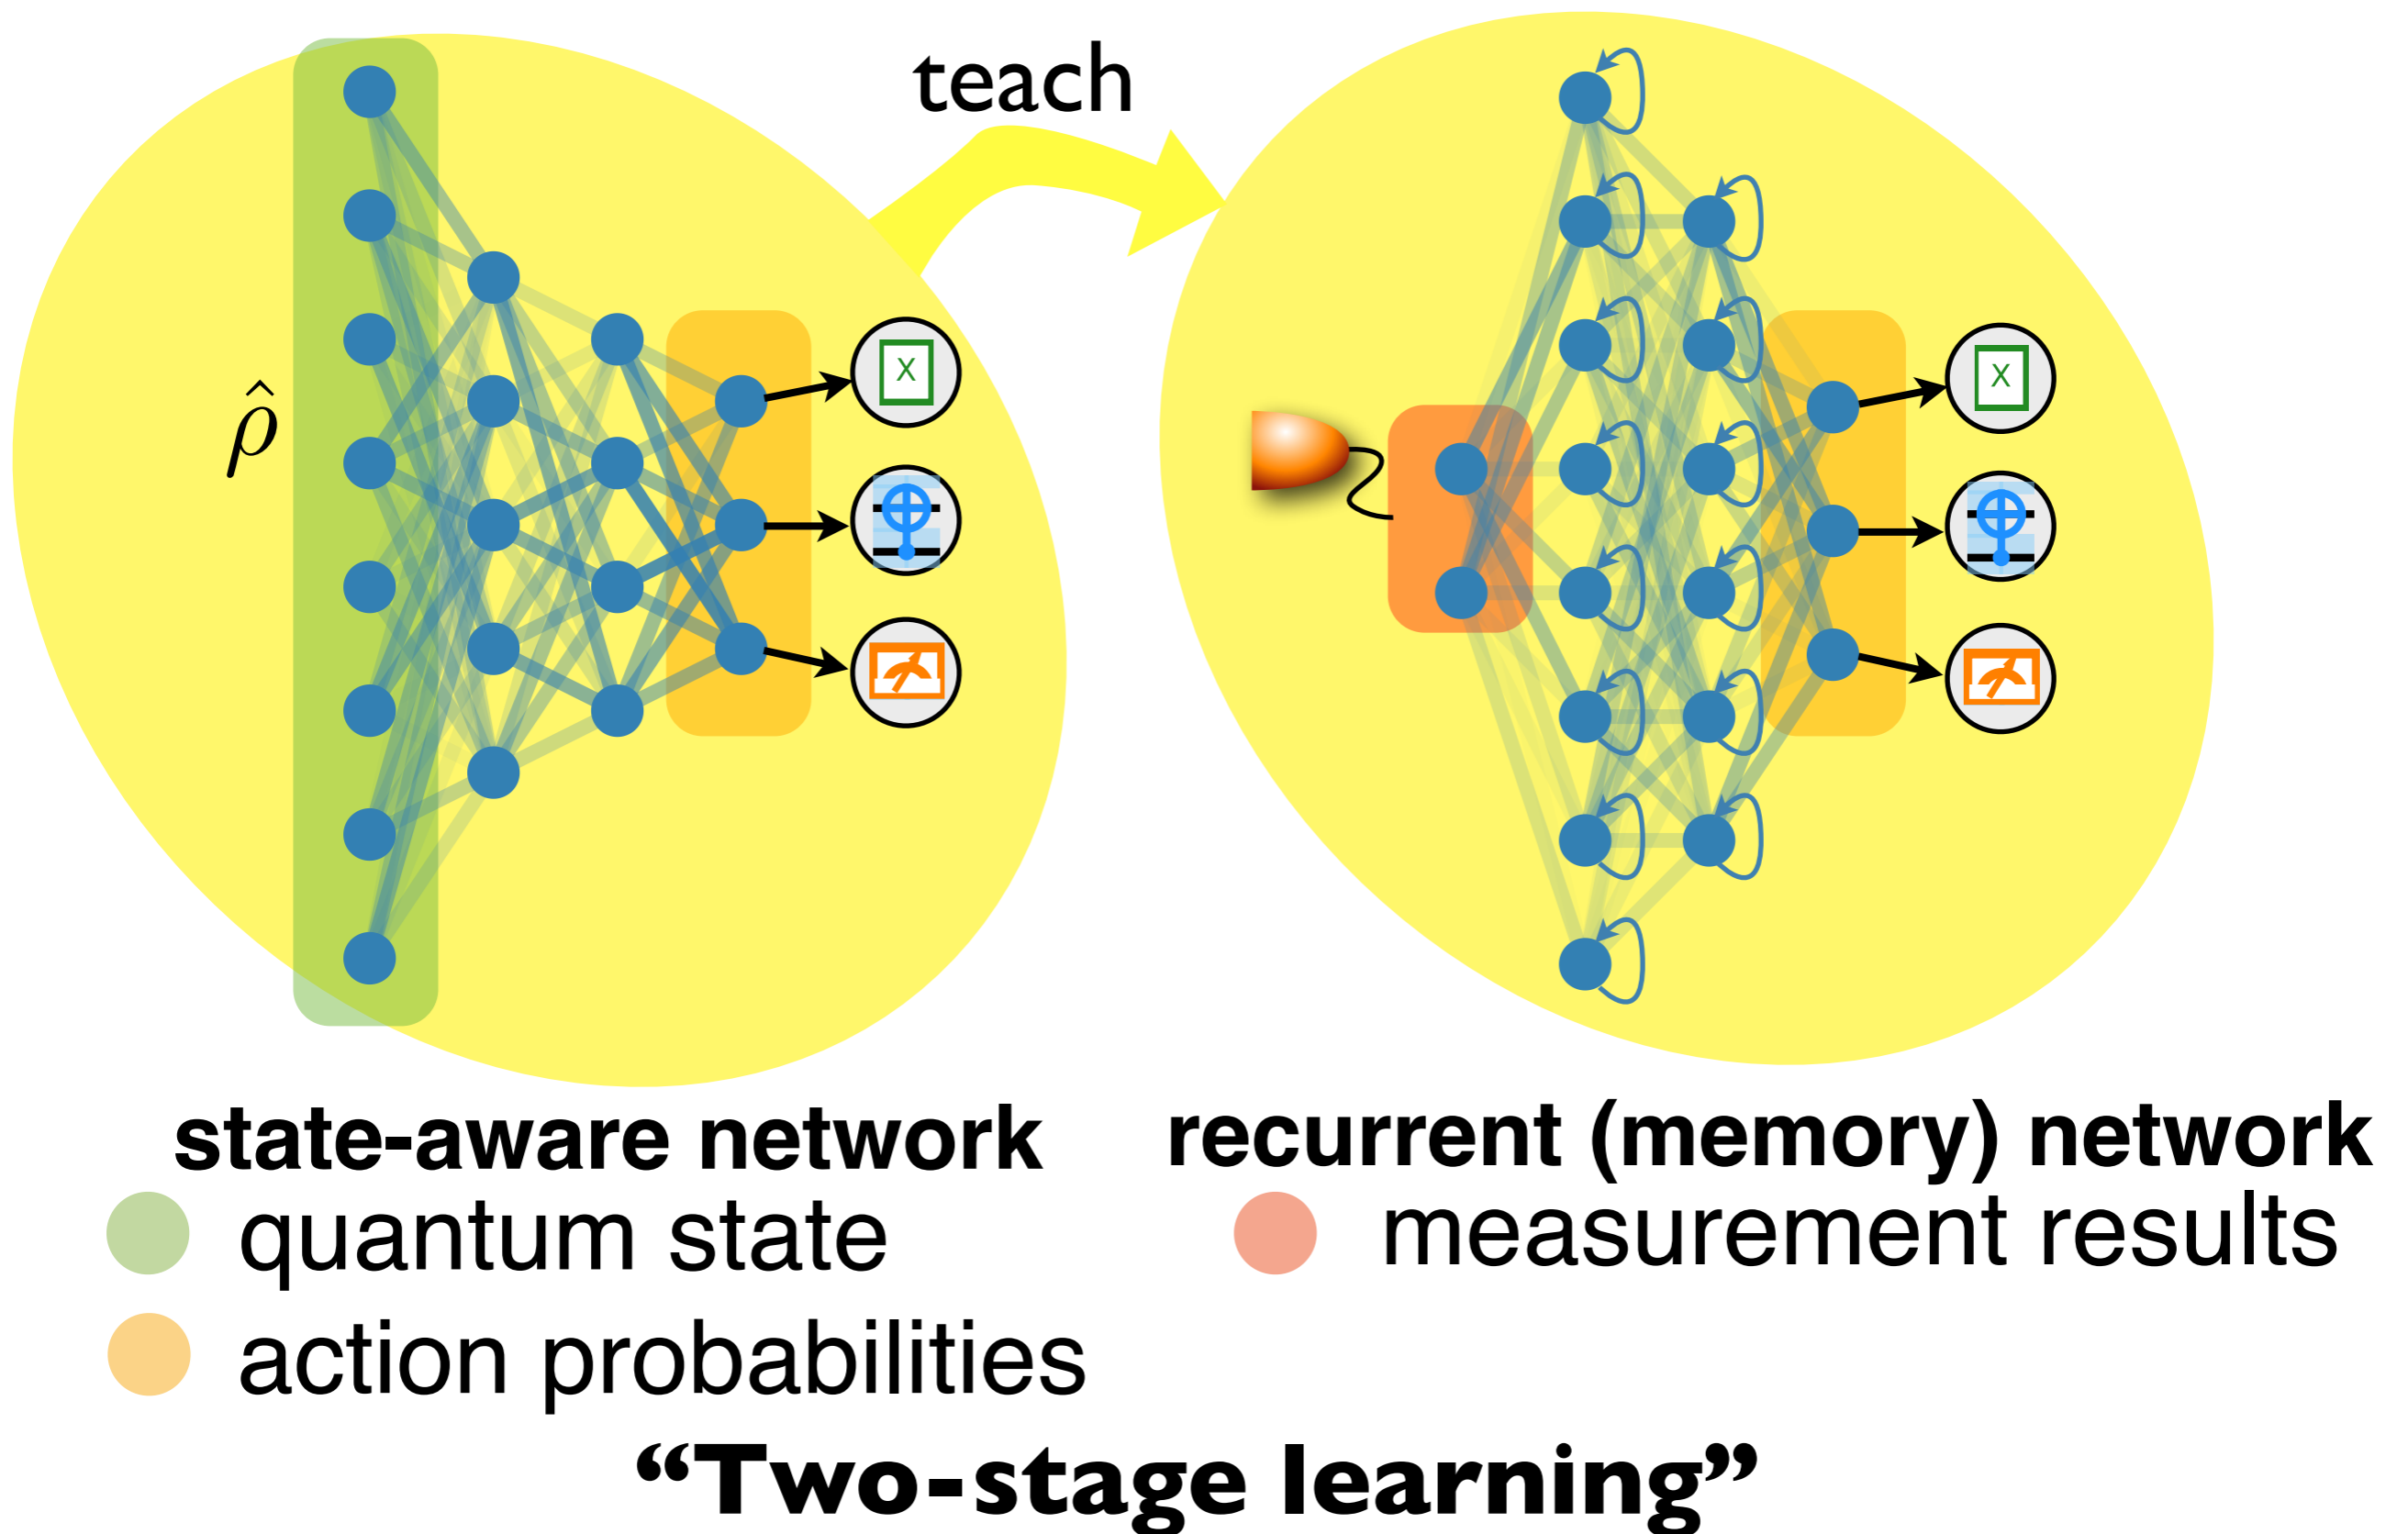 teach
X
X
ρ̂
state-aware network
recurrent (memory) network
quantum state
measurement results
action probabilities
“Two-stage learning”